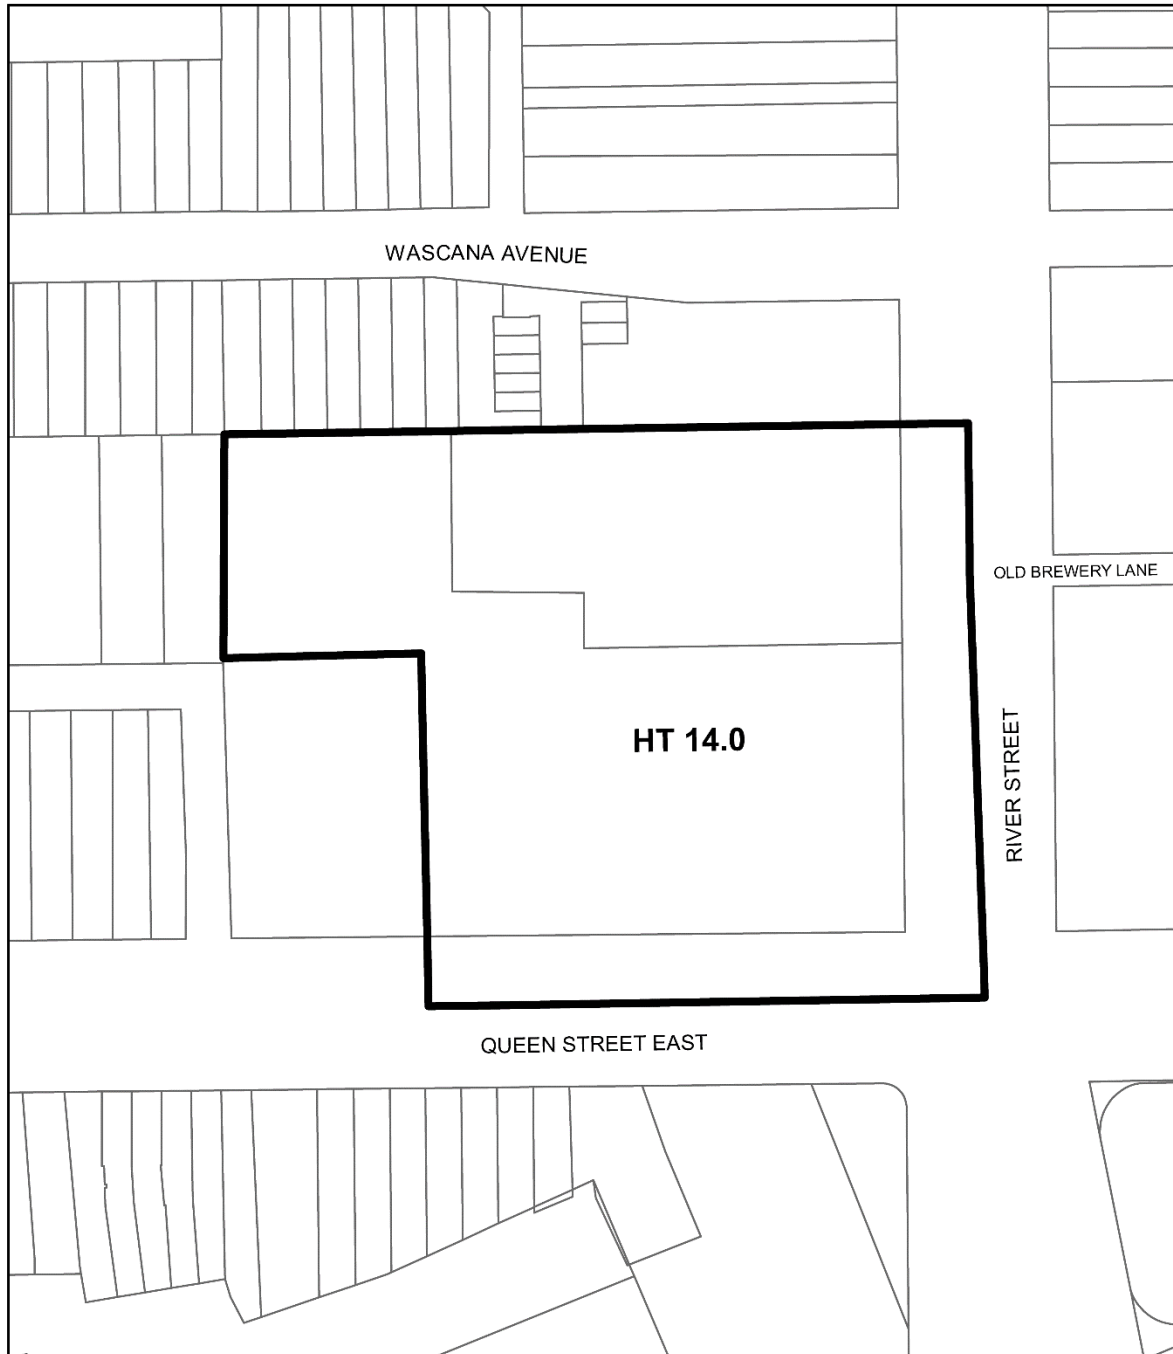 WASCANA AVENUE
OLD BREWERY LANE
HT 14.0
RIVER STREET
QUEEN STREET EAST